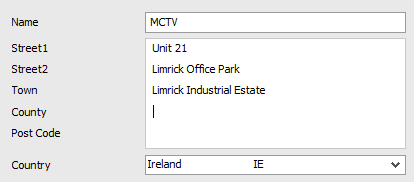 Name MCTV
Street1 Unit 21
Street2 Limrick Office Park
Town Limrick Industrial Estate
County
Post Code
Country Ireland IE